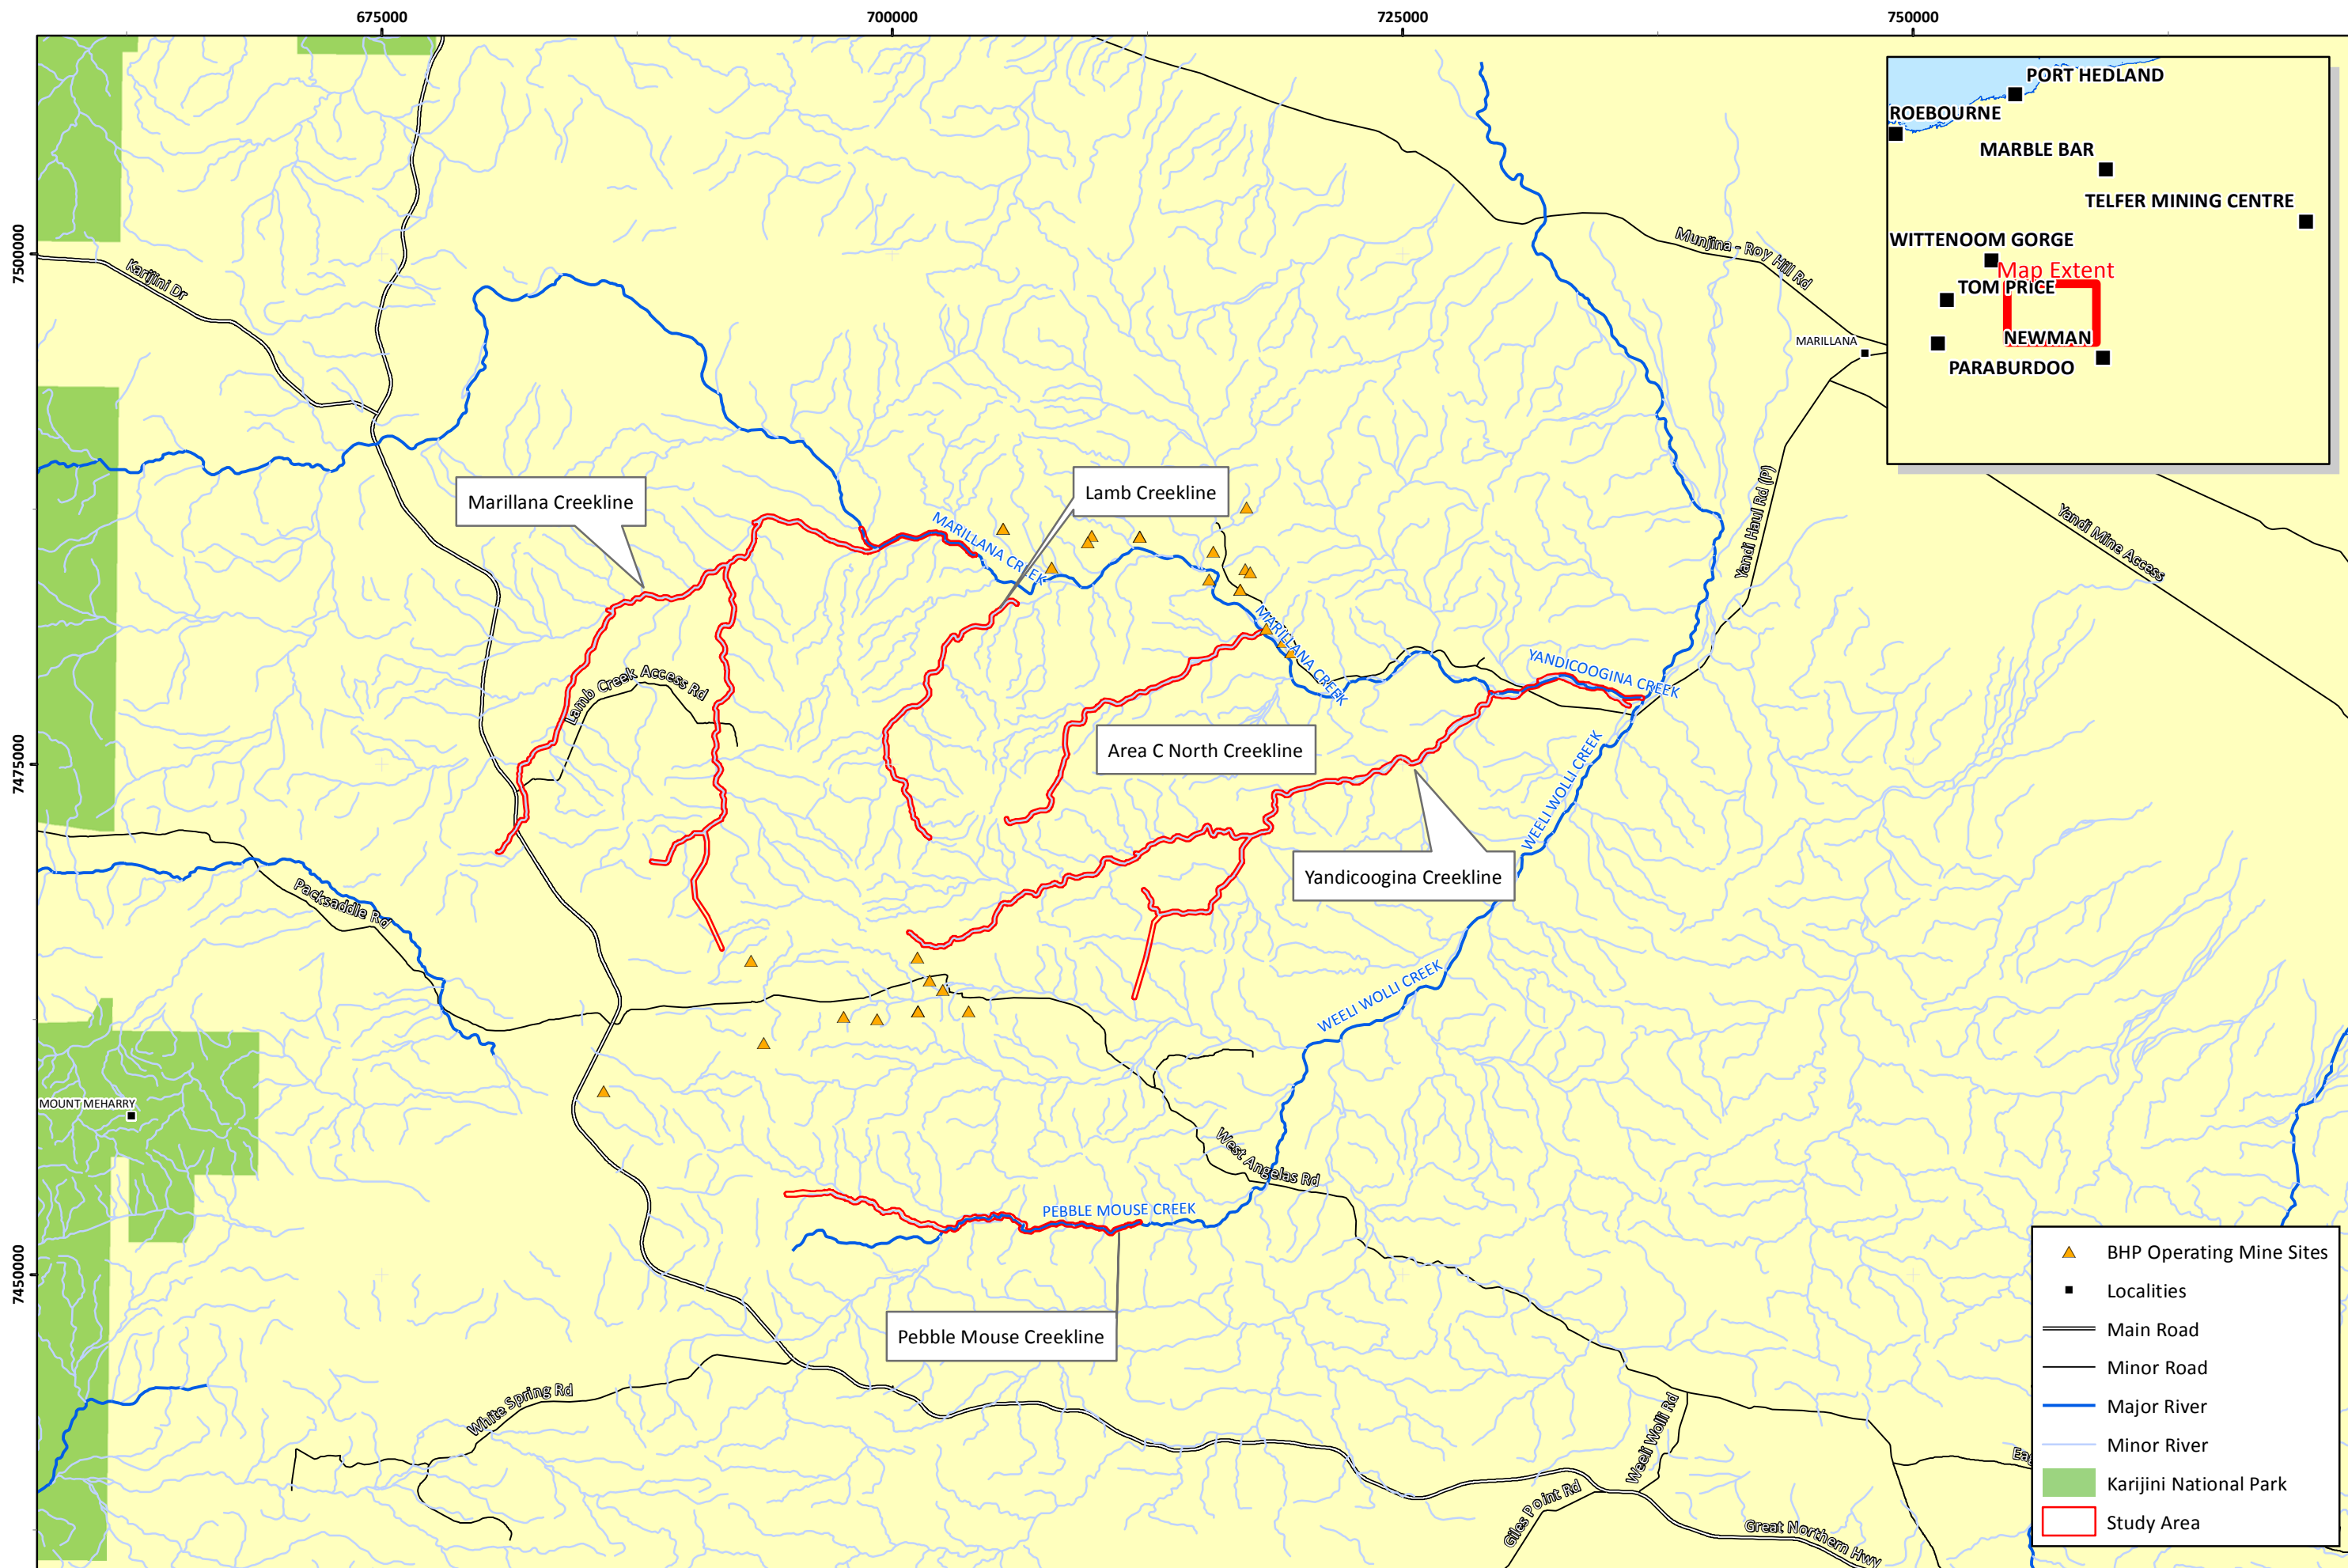 675000
700000
725000
750000
7500000
7475000
7450000
PORT HEDLAND
ROEBOURNE
MARBLE BAR
TELFER MINING CENTRE
WITTENOOM GORGE
Map Extent
TOM PRICE
NEWMAN
PARABURDOO
Karijini Dr
Munjina - Roy Hill Rd
MARILLANA
Yandi Haul Rd (P)
Yandi Mine Access
Marillana Creekline
Lamb Creekline
MARILLANA CREEK
MARILLANA CREEK
Lamb Creek Access Rd
YANDICOOGINA CREEK
Area C North Creekline
WEELI WOLLI CREEK
Yandicoogina Creekline
Packsaddle Rd
WEELI WOLLI CREEK
MOUNT MEHARRY
West Angelas Rd
PEBBLE MOUSE CREEK
Pebble Mouse Creekline
White Spring Rd
Weeli Wolli Rd
Giles Point Rd
Great Northern Hwy
BHP Operating Mine Sites
Localities
Main Road
Minor Road
Major River
Minor River
Karijini National Park
Study Area